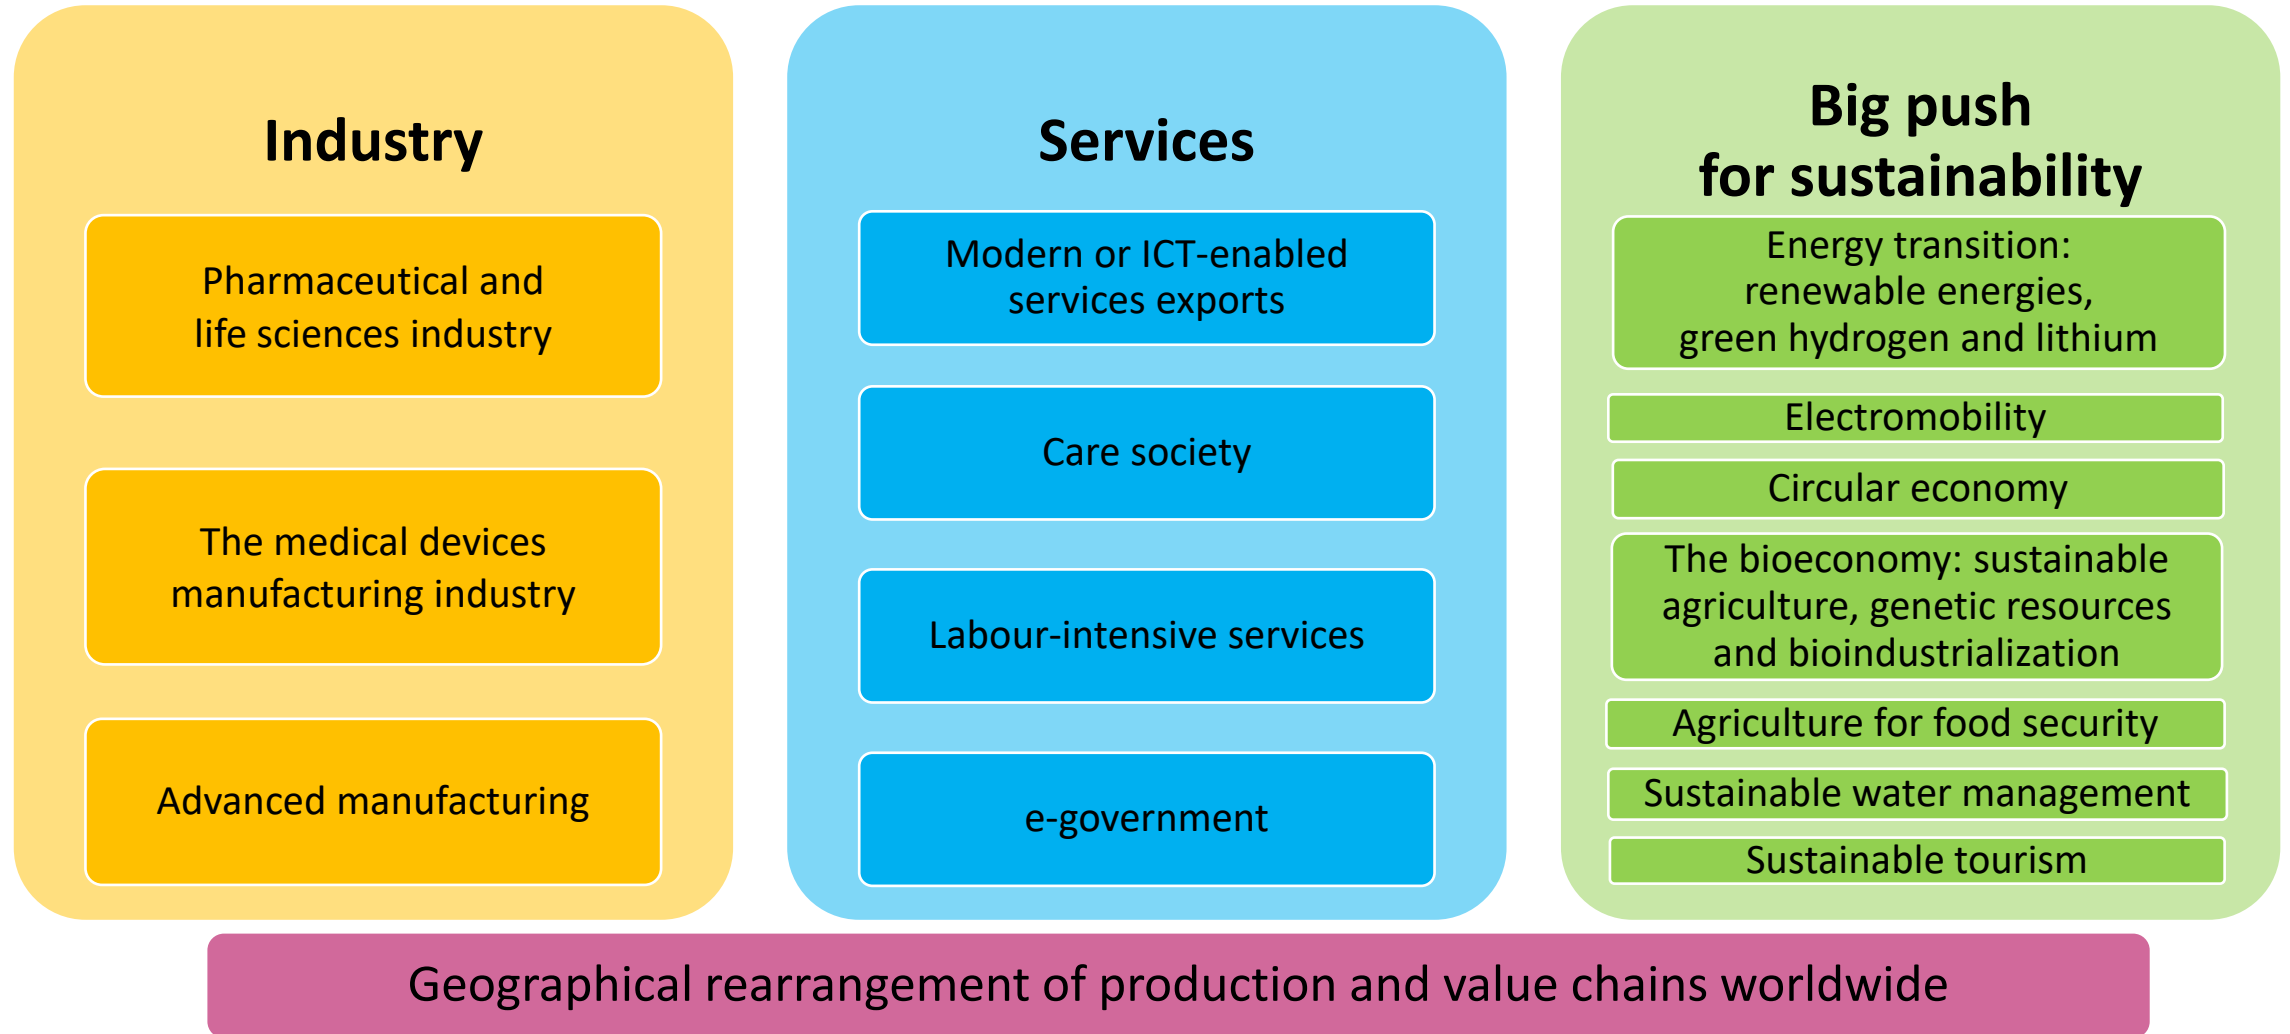 Industry
Pharmaceutical and
life sciences industry
The medical devices
manufacturing industry
Advanced manufacturing
Services
Modern or ICT-enabled
services exports
Care society
Labour-intensive services
e-government
Big push
for sustainability
Energy transition:
renewable energies,
green hydrogen and lithium
Electromobility
Circular economy
The bioeconomy: sustainable
agriculture, genetic resources
and bioindustrialization
Agriculture for food security
Sustainable water management
Sustainable tourism
Geographical rearrangement of production and value chains worldwide